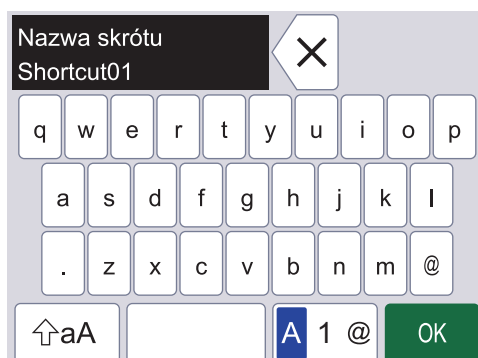 Nazwa skrótu
Shortcut01
q w e r t y u i o p
a s d f g h j k l
. z x c v b n m @
aA A 1 @ OK